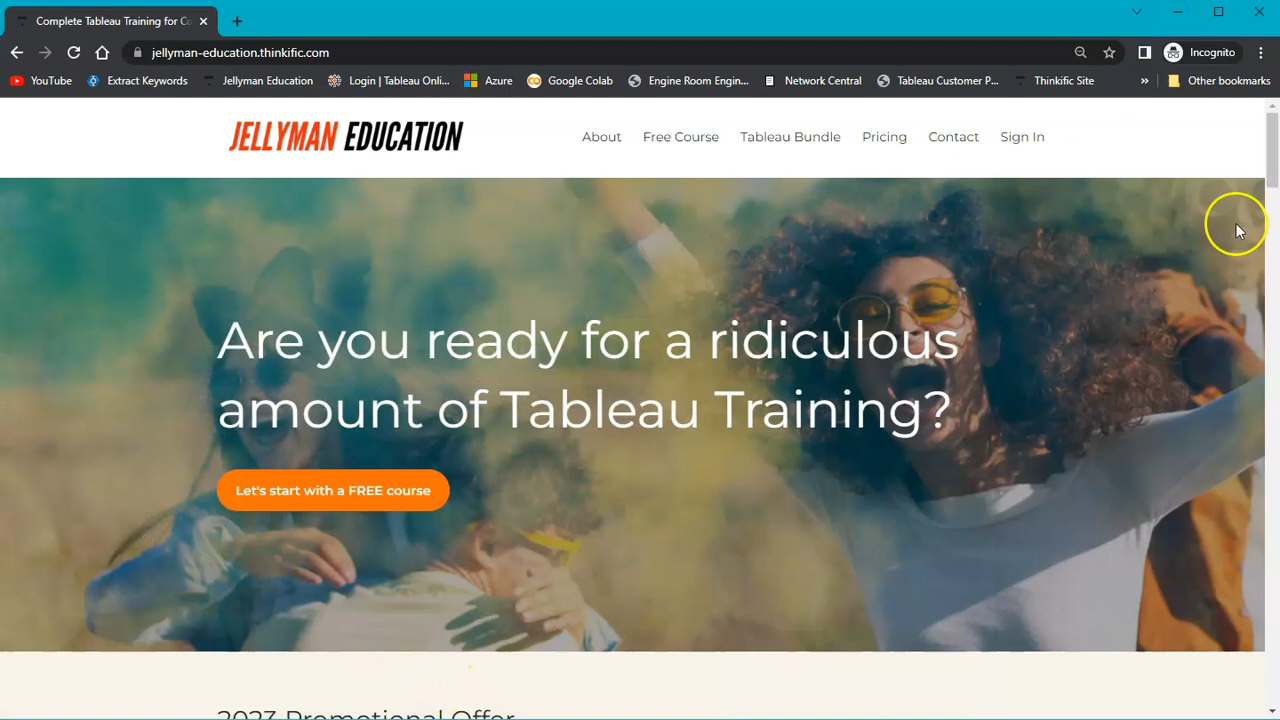 Complete Tableau Training for Co
jellyman-education.thinkific.com
Incognito
YouTube
Extract Keywords
Jellyman Education
Login | Tableau Onli...
Azure
Google Colab
Engine Room Engin...
Network Central
Tableau Customer P...
Thinkific Site
»
Other bookmarks
JELLYMAN EDUCATION
About
Free Course
Tableau Bundle
Pricing
Contact
Sign In
Are you ready for a ridiculous
amount of Tableau Training?
Let's start with a FREE course
2023 Promotional Offer